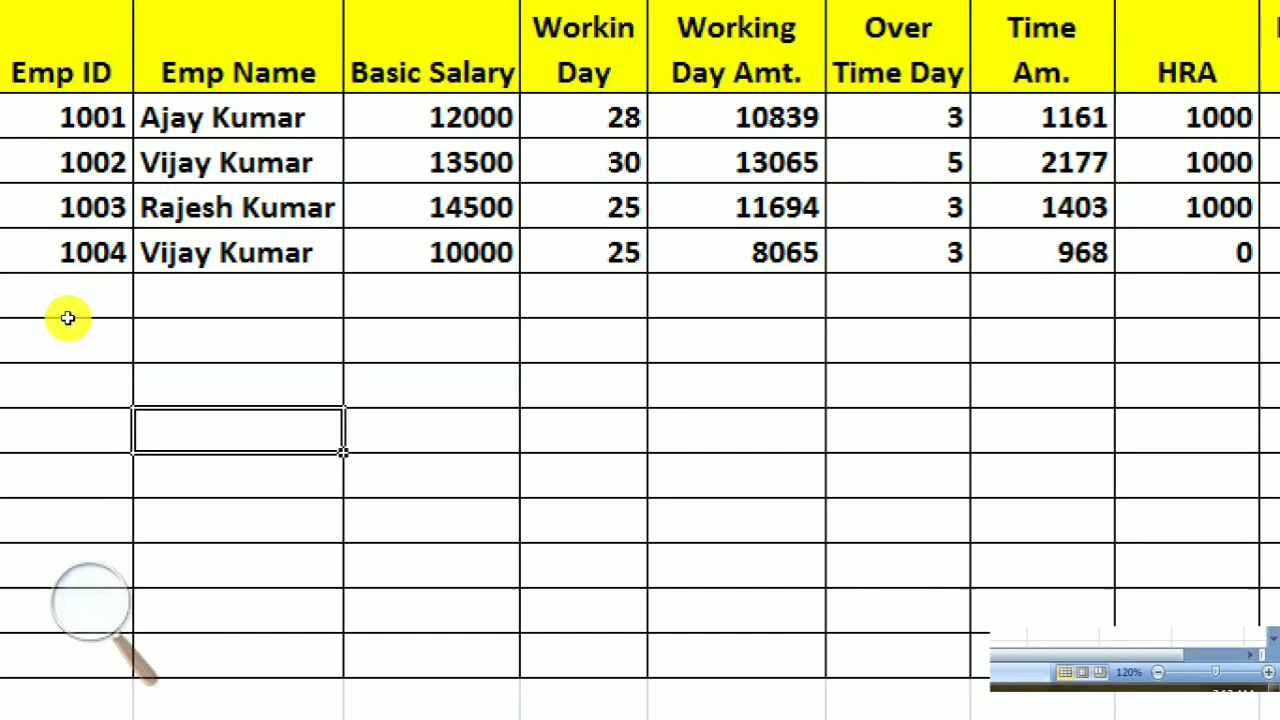 Emp ID Emp Name Basic Salary Workin Day Working Day Amt. Over Time Day Time Am. HRA
1001 Ajay Kumar 12000 28 10839 3 1161 1000
1002 Vijay Kumar 13500 30 13065 5 2177 1000
1003 Rajesh Kumar 14500 25 11694 3 1403 1000
1004 Vijay Kumar 10000 25 8065 3 968 0
120%